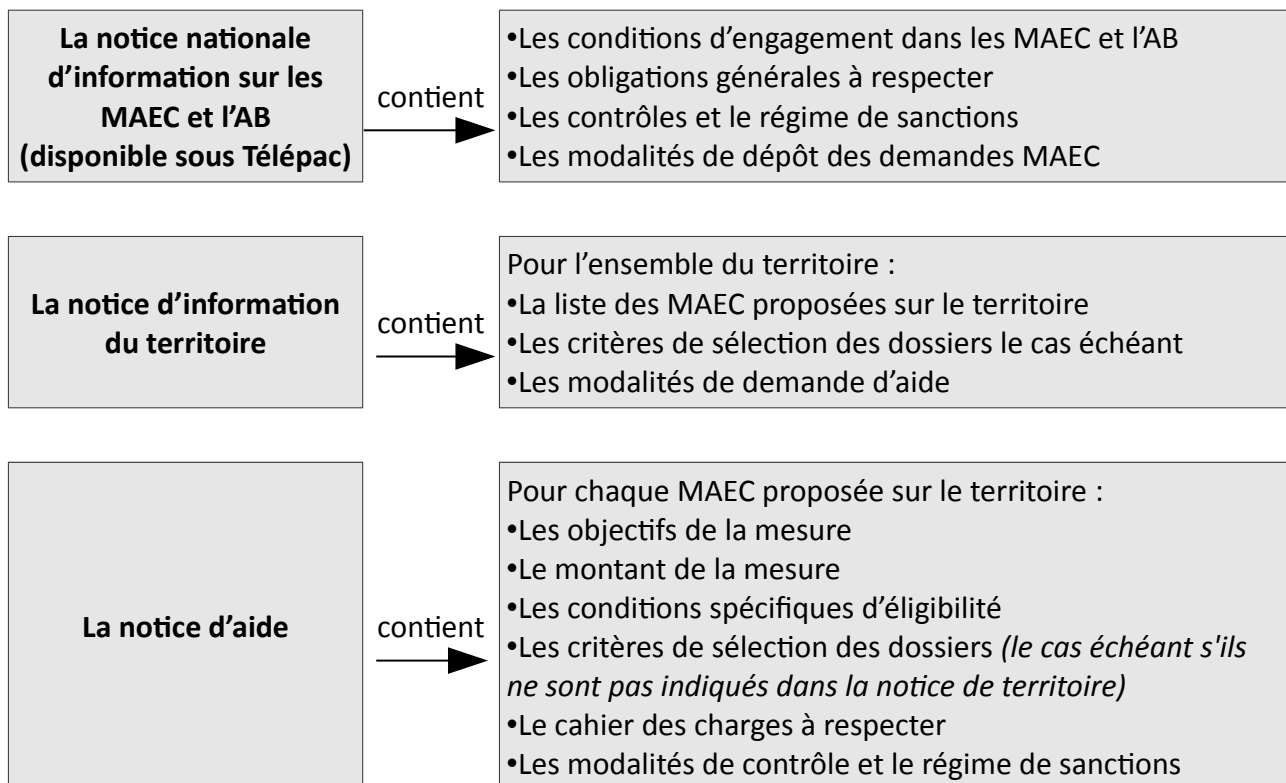 La notice nationale
d’information sur les
MAEC et l’AB
(disponible sous Télépac)
contient
•Les conditions d’engagement dans les MAEC et l’AB
•Les obligations générales à respecter
•Les contrôles et le régime de sanctions
•Les modalités de dépôt des demandes MAEC
La notice d’information
du territoire
contient
Pour l’ensemble du territoire :
•La liste des MAEC proposées sur le territoire
•Les critères de sélection des dossiers le cas échéant
•Les modalités de demande d’aide
La notice d’aide
contient
Pour chaque MAEC proposée sur le territoire :
•Les objectifs de la mesure
•Le montant de la mesure
•Les conditions spécifiques d’éligibilité
•Les critères de sélection des dossiers (le cas échéant s'ils
ne sont pas indiqués dans la notice de territoire)
•Le cahier des charges à respecter
•Les modalités de contrôle et le régime de sanctions